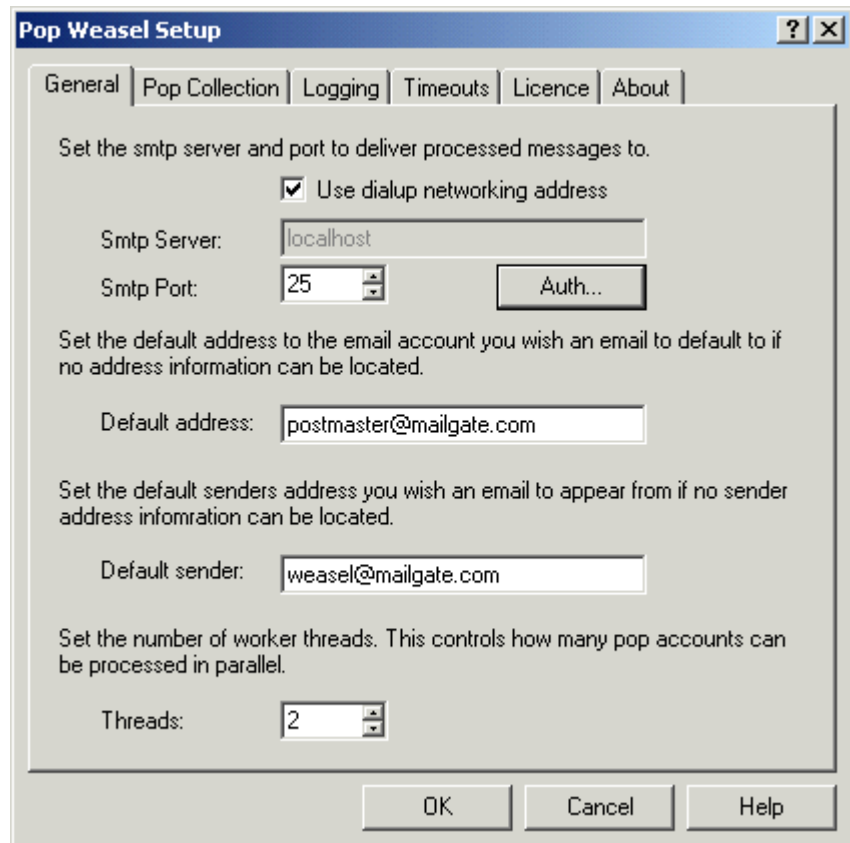 Pop Weasel Setup
General Pop Collection Logging Timeouts Licence About
Set the smtp server and port to deliver processed messages to.
Use dialup networking address
Smtp Server: localhost
Smtp Port: 25 Auth...
Set the default address to the email account you wish an email to default to if
no address information can be located.
Default address: postmaster@mailgate.com
Set the default senders address you wish an email to appear from if no sender
address infomration can be located.
Default sender: weasel@mailgate.com
Set the number of worker threads. This controls how many pop accounts can
be processed in parallel.
Threads: 2
OK Cancel Help